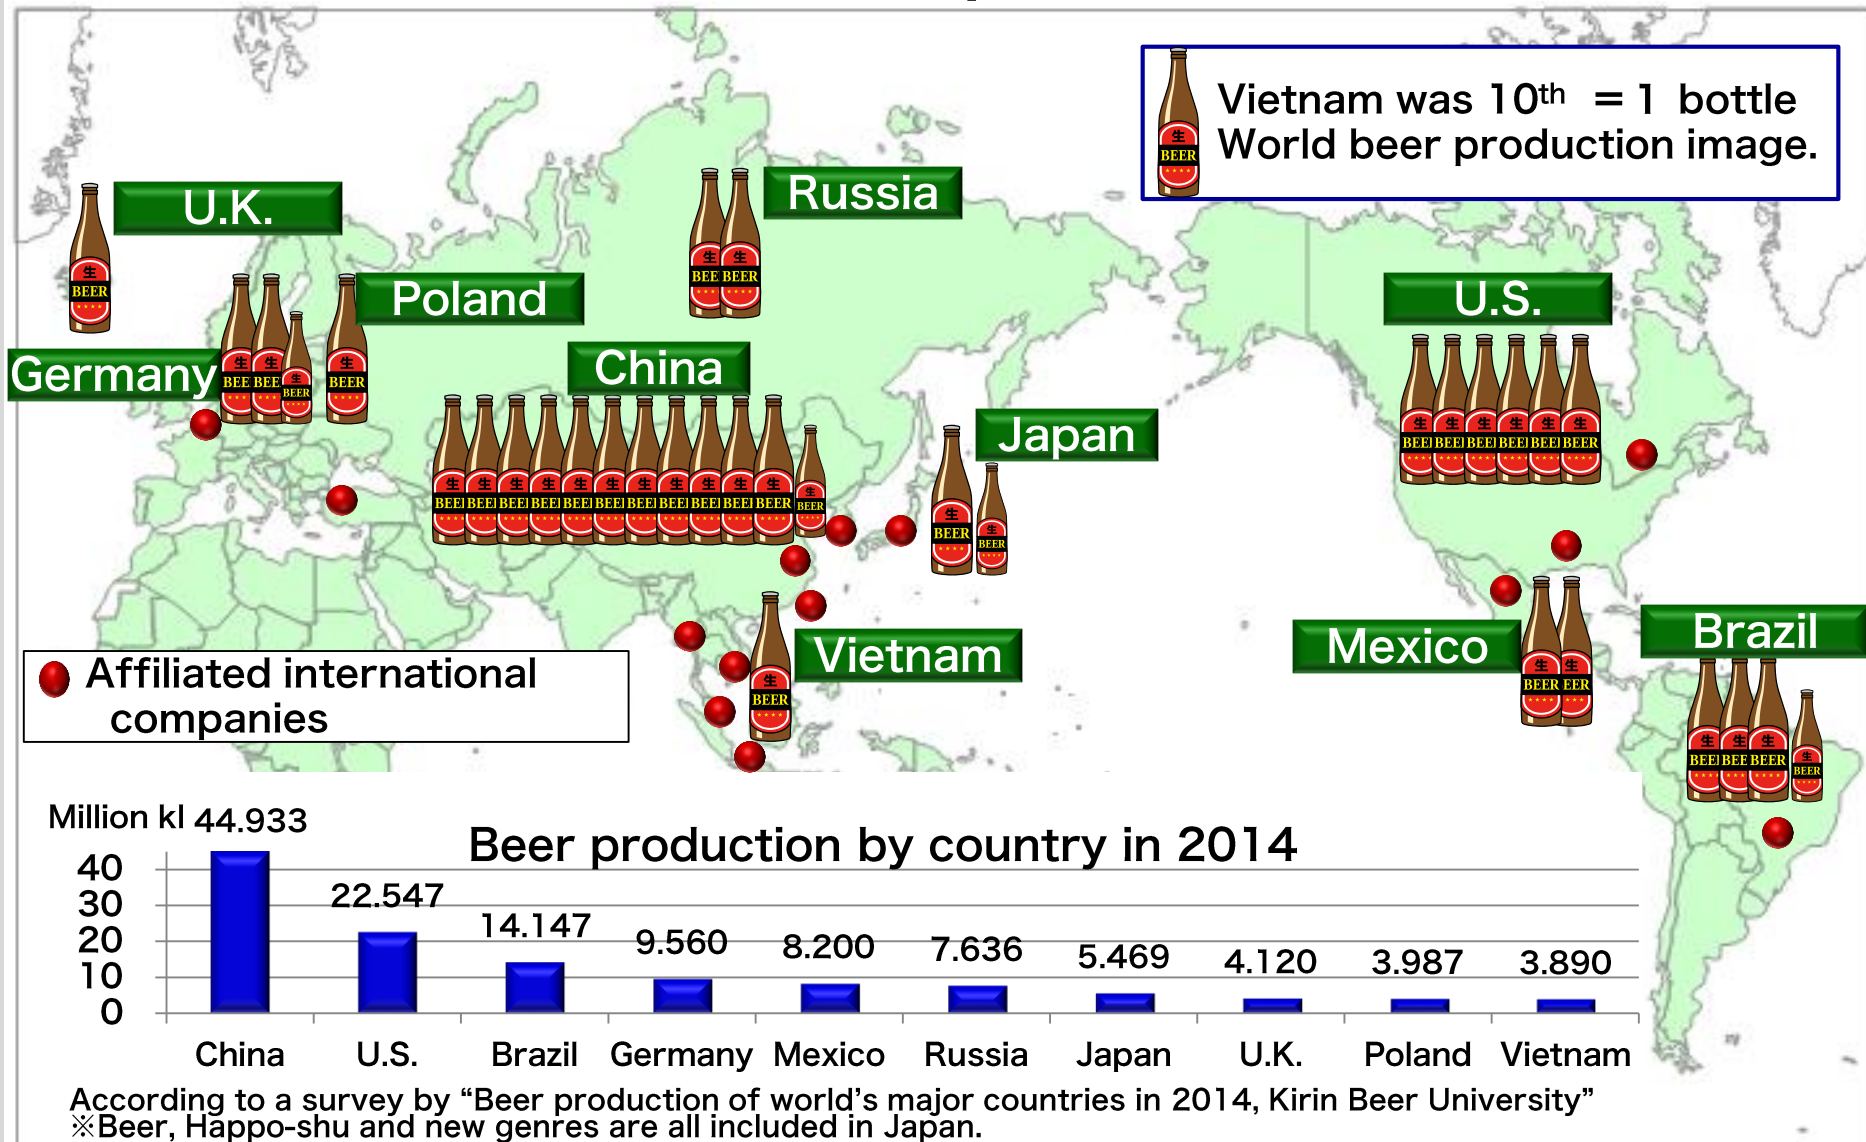 Vietnam was 10th = 1 bottle
World beer production image.
生
BEER
U.K.
Russia
Poland
U.S.
Germany
China
Japan
Vietnam
Mexico
Brazil
Affiliated international
companies
Million kl
Beer production by country in 2014
44.933
22.547
14.147
9.560
8.200
7.636
5.469
4.120
3.987
3.890
40
30
20
10
0
China
U.S.
Brazil
Germany
Mexico
Russia
Japan
U.K.
Poland
Vietnam
According to a survey by “Beer production of world’s major countries in 2014, Kirin Beer University”
※Beer, Happo-shu and new genres are all included in Japan.